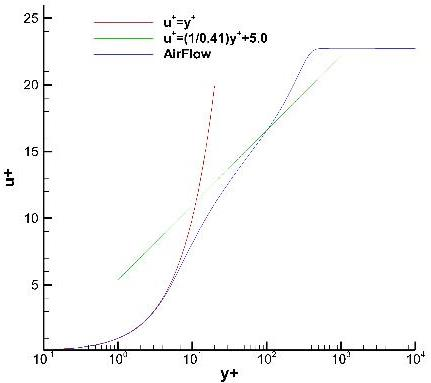 u⁺=y⁺
u⁺=(1/0.41)y⁺+5.0
AirFlow
25
20
15
10
5
u+
10⁻¹ 10⁰ 10¹ 10² 10³ 10⁴
y+